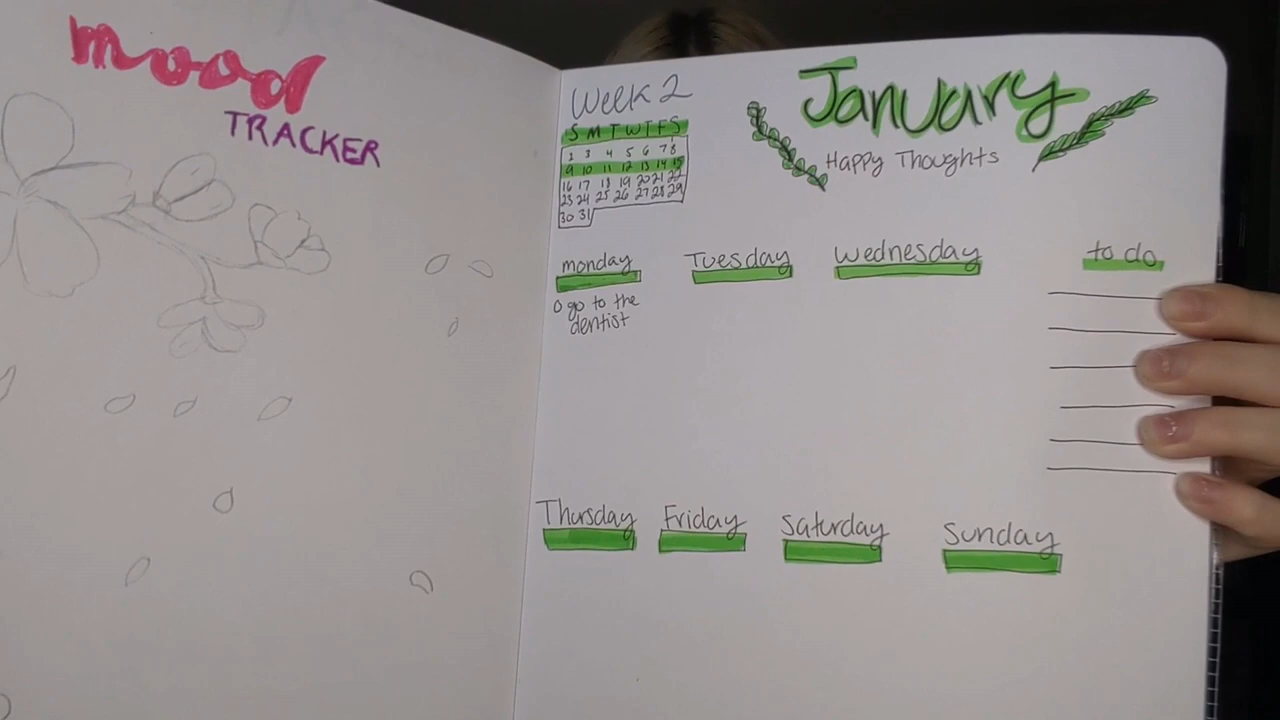 mood
TRACKER
Week 2
S M T W T F S
1 3 4 5 6 7 8
9 10 11 12 13 14 15
16 17 18 19 20 21 22
23 24 25 26 27 28 29
30 31
January
Happy Thoughts
monday
Tuesday
Wednesday
to do
o go to the
dentist
Thursday
Friday
Saturday
Sunday